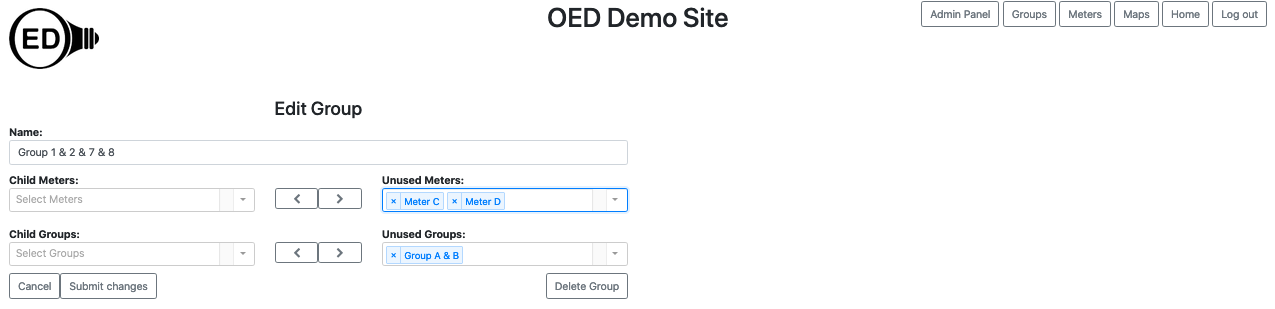 ED
OED Demo Site
Admin Panel Groups Meters Maps Home Log out
Edit Group
Name:
Group 1 & 2 & 7 & 8
Child Meters: Unused Meters:
Select Meters × Meter C × Meter D
Child Groups: Unused Groups:
Select Groups × Group A & B
Cancel Submit changes Delete Group